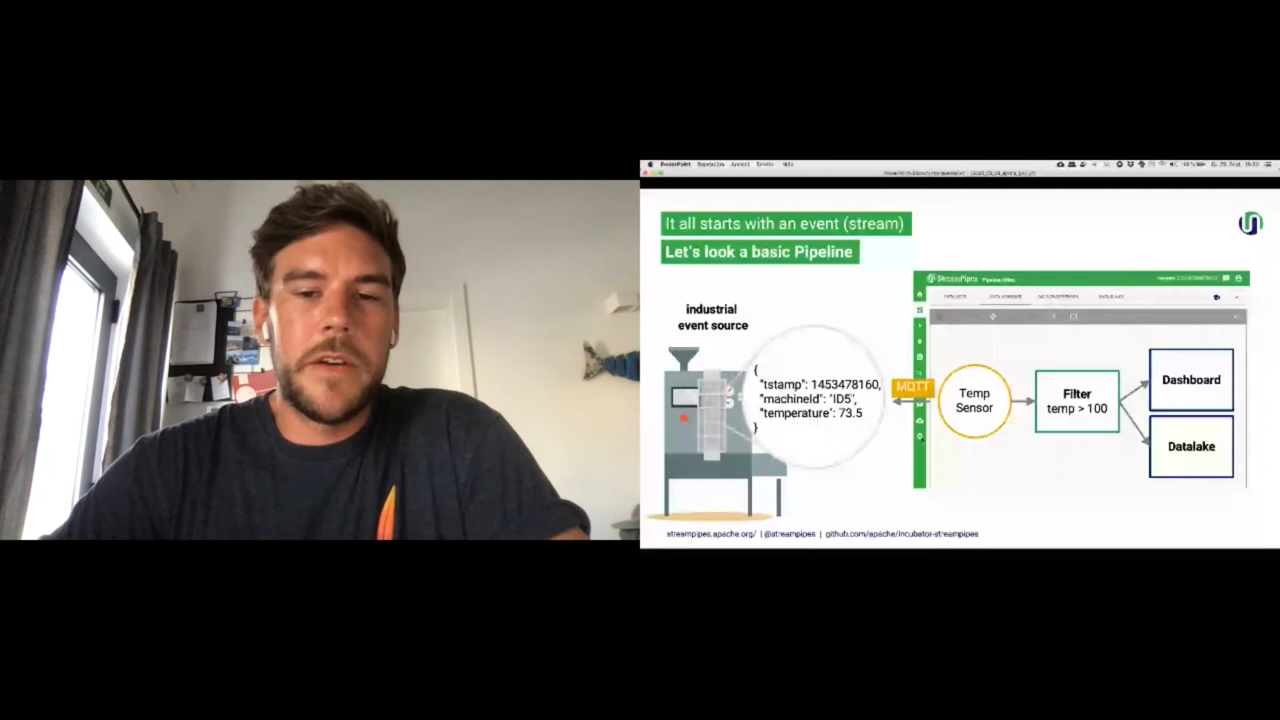 PowerPoint
It all starts with an event (stream)
Let's look a basic Pipeline
industrial
event source
{
"tstamp": 1453478160,
"machineId": "ID5",
"temperature": 73.5
}
MQTT
StreamPipes
Temp
Sensor
Filter
temp > 100
Dashboard
Datalake
streampipes.apache.org/ | @streampipes | github.com/apache/incubator-streampipes